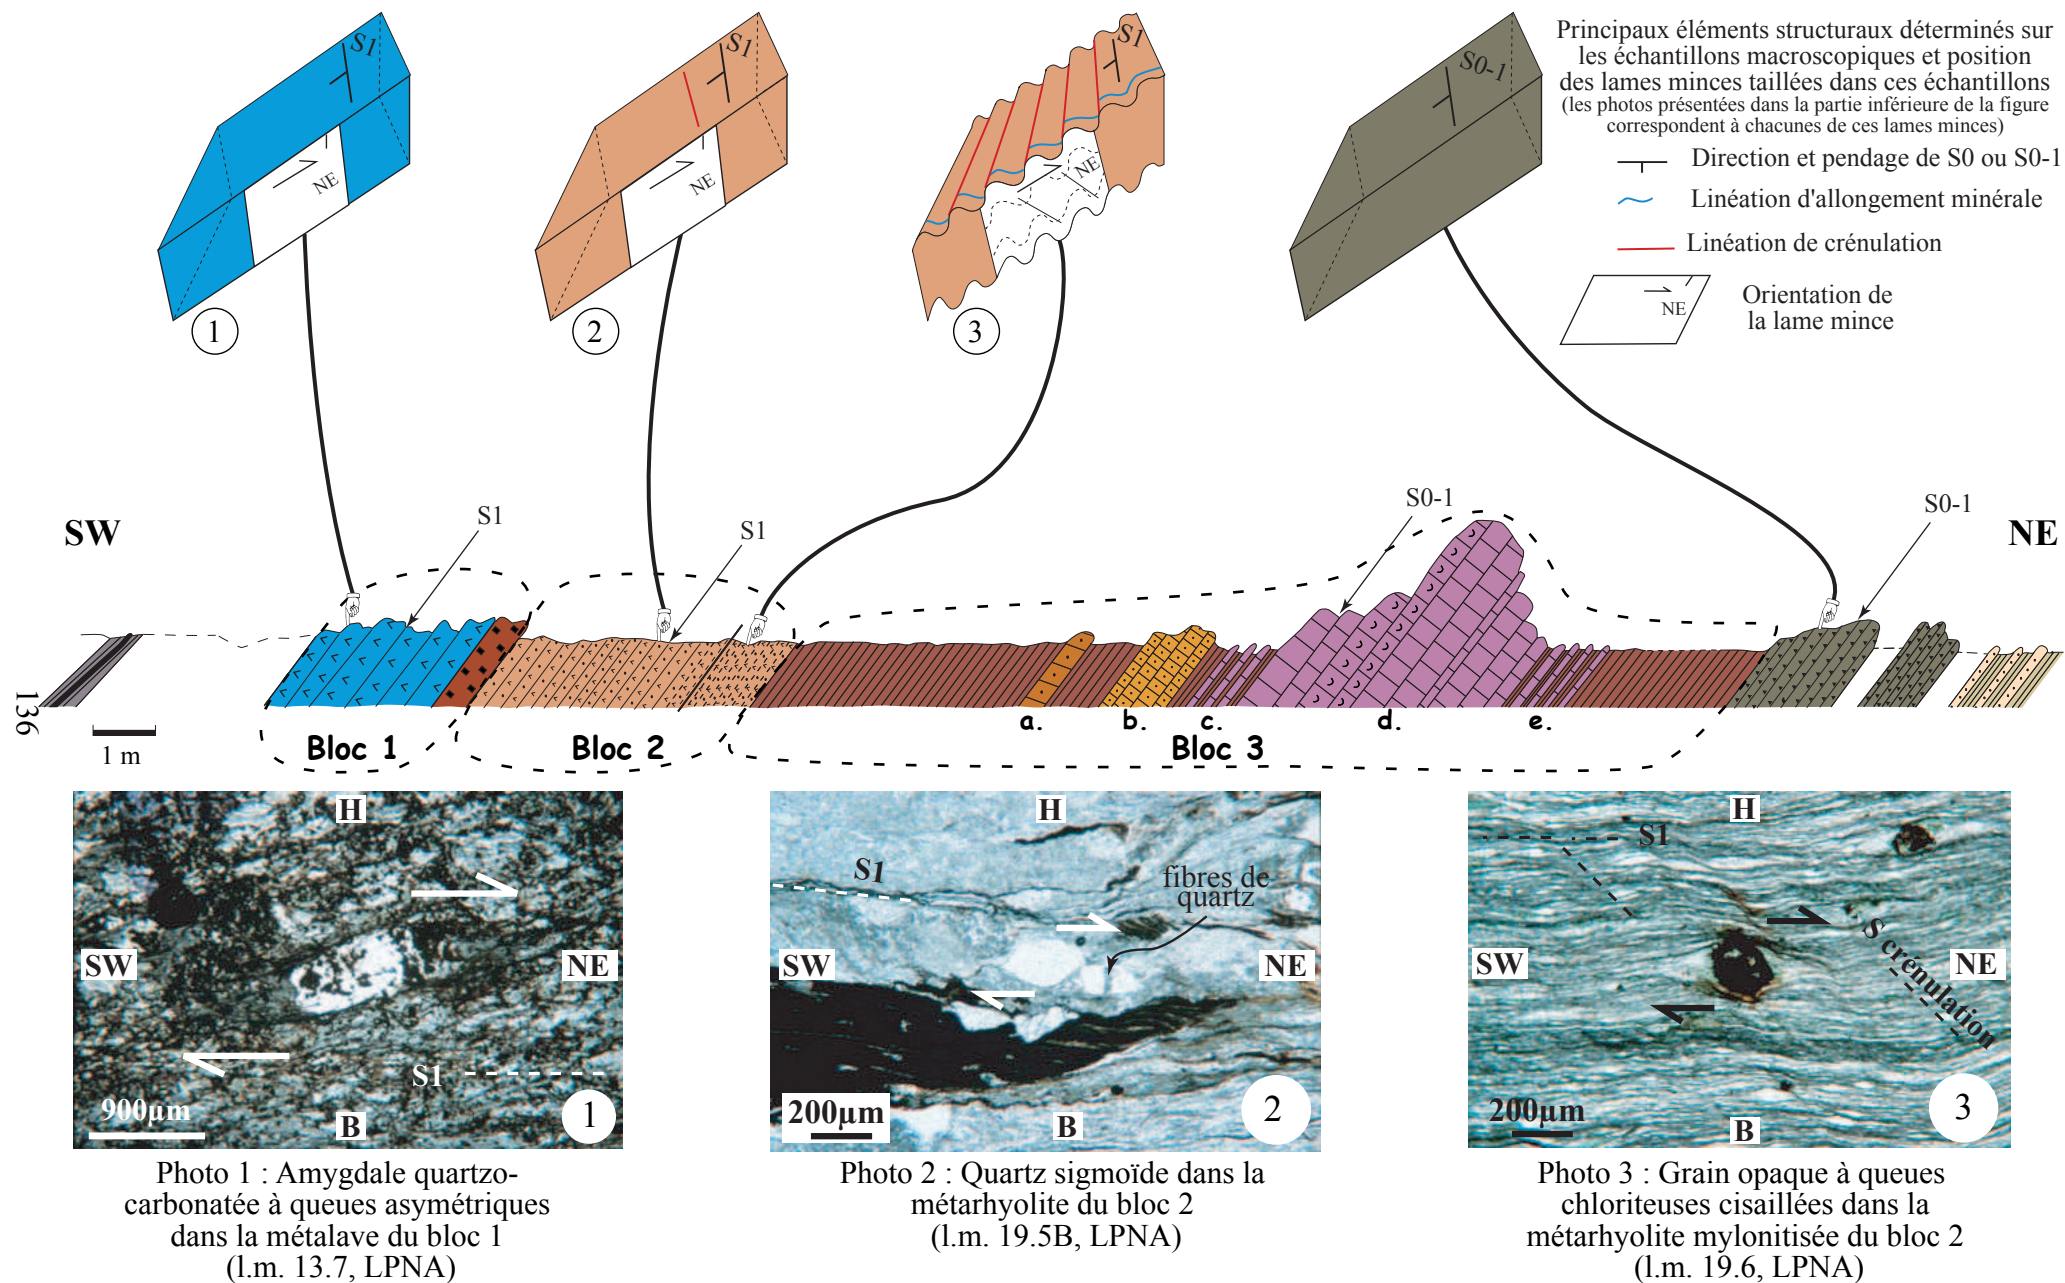 S1
S1
S1
S0-1
NE
NE
NE
1
2
3
Principaux éléments structuraux déterminés sur
les échantillons macroscopiques et position
des lames minces taillées dans ces échantillons
(les photos présentées dans la partie inférieure de la figure
correspondent à chacunes de ces lames minces)
Direction et pendage de S0 ou S0-1
Linéation d'allongement minérale
Linéation de crénulation
NE
Orientation de
la lame mince
SW
S1
S1
S0-1
S0-1
NE
136
1 m
Bloc 1
Bloc 2
Bloc 3
a.
b.
c.
d.
e.
H
SW
NE
S1
900µm
B
1
Photo 1 : Amygdale quartzo-
carbonatée à queues asymétriques
dans la métalave du bloc 1
(l.m. 13.7, LPNA)
H
S1
fibres de
quartz
SW
NE
200µm
B
2
Photo 2 : Quartz sigmoïde dans la
métarhyolite du bloc 2
(l.m. 19.5B, LPNA)
H
S1
SW
NE
S crénulation
200µm
B
3
Photo 3 : Grain opaque à queues
chloriteuses cisaillées dans la
métarhyolite mylonitisée du bloc 2
(l.m. 19.6, LPNA)